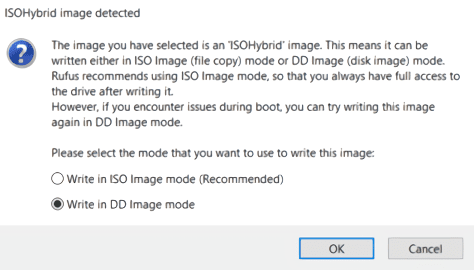 ISOHybrid image detected
The image you have selected is an 'ISOHybrid' image. This means it can be
written either in ISO Image (file copy) mode or DD Image (disk image) mode.
Rufus recommends using ISO Image mode, so that you always have full access to
the drive after writing it.
However, if you encounter issues during boot, you can try writing this image
again in DD Image mode.
Please select the mode that you want to use to write this image:
Write in ISO Image mode (Recommended)
Write in DD Image mode
OK Cancel